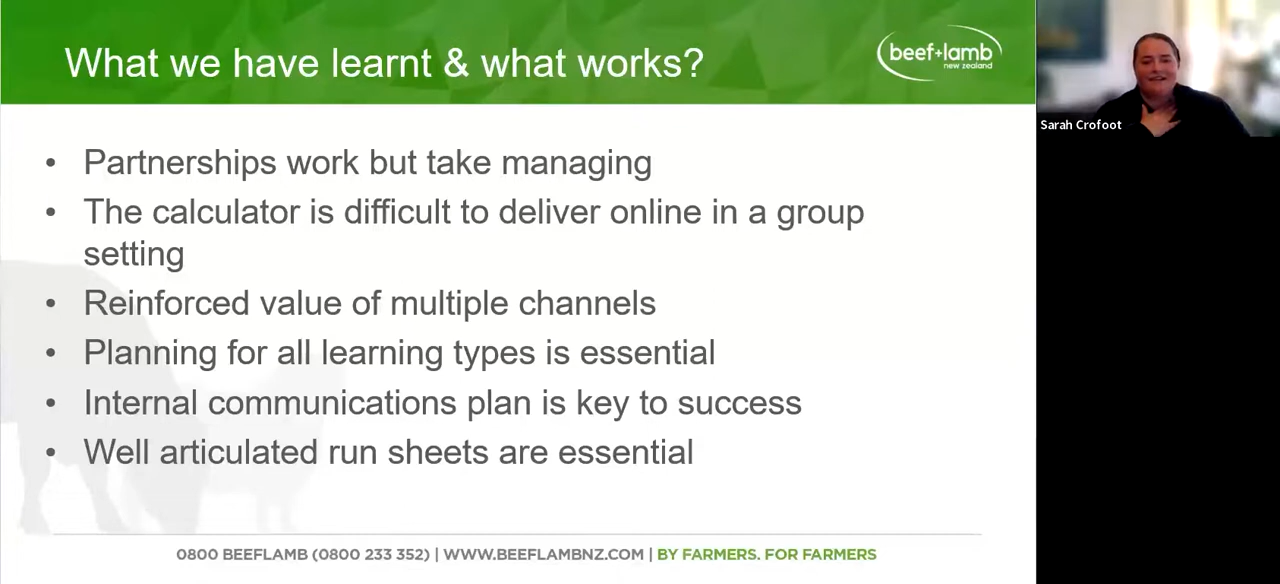 What we have learnt & what works?
beef+lamb
new zealand
Sarah Crofoot
• Partnerships work but take managing
• The calculator is difficult to deliver online in a group
setting
• Reinforced value of multiple channels
• Planning for all learning types is essential
• Internal communications plan is key to success
• Well articulated run sheets are essential
0800 BEEFLAMB (0800 233 352) | WWW.BEEFLAMBNZ.COM | BY FARMERS. FOR FARMERS